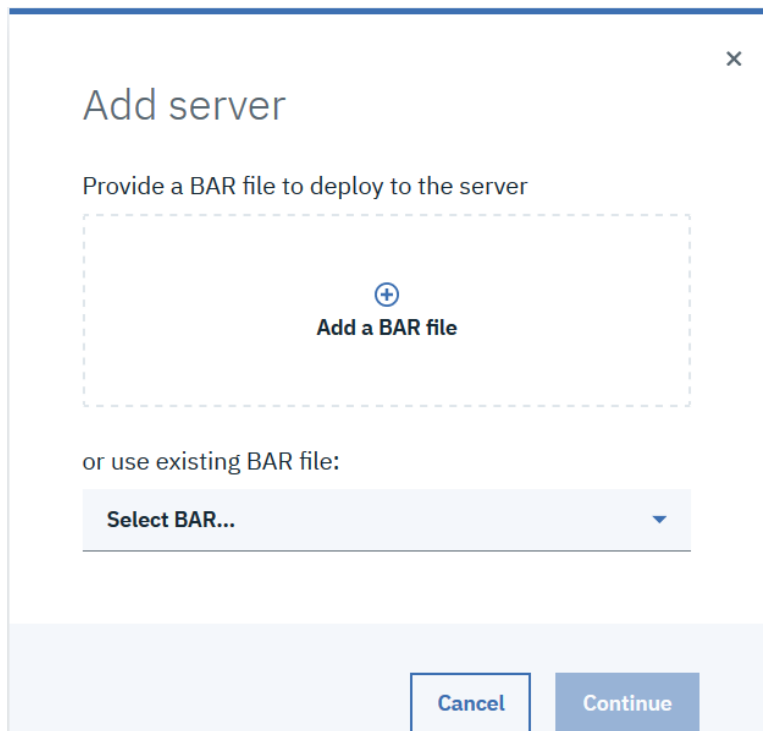 Add server
Provide a BAR file to deploy to the server
Add a BAR file
or use existing BAR file:
Select BAR...
Cancel
Continue